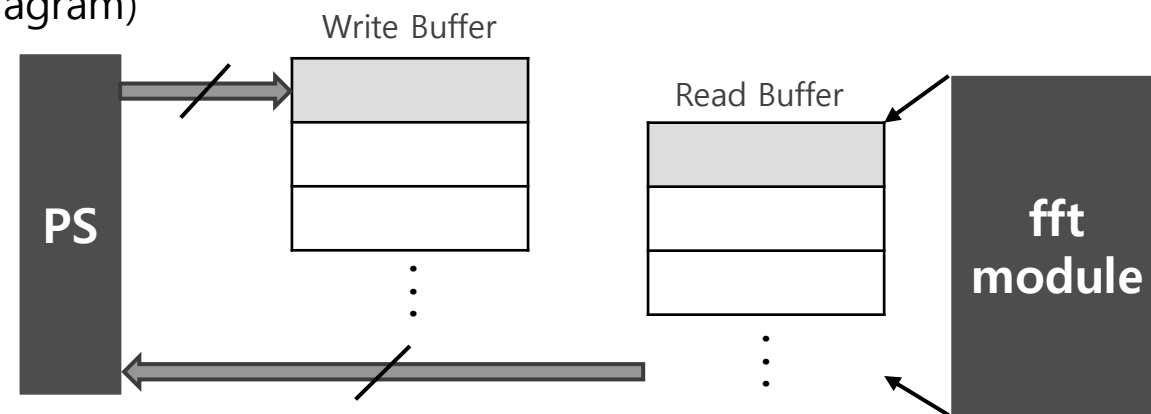 agram)
Write Buffer
Read Buffer
PS
fft
module